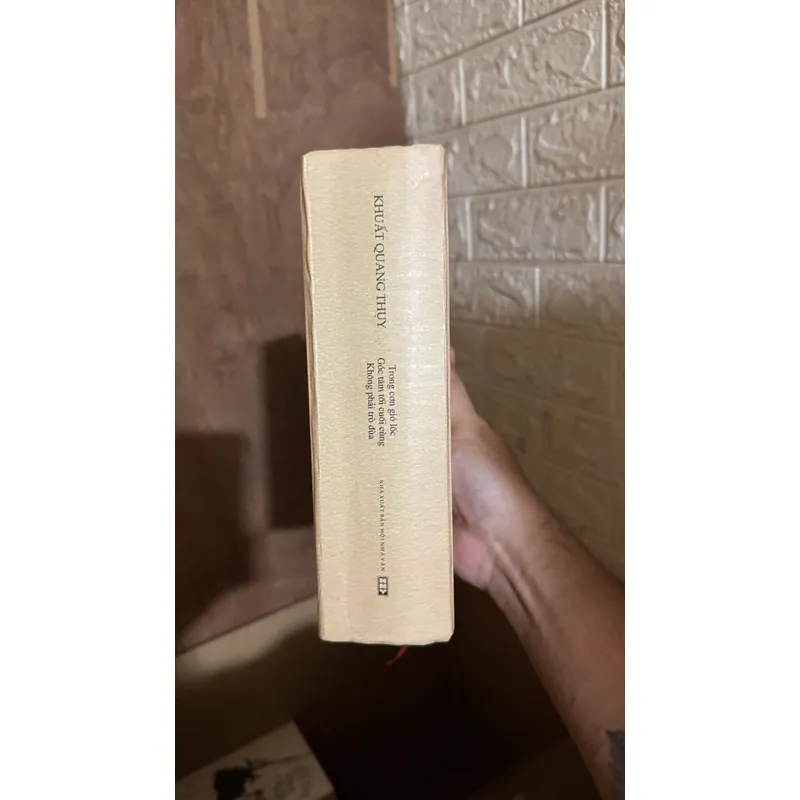 KHUẤT QUANG THỤY
Trong cơn gió lốc
Góc tăm tối cuối cùng
Không phải trò đùa
NHÀ XUẤT BẢN HỘI NHÀ VĂN